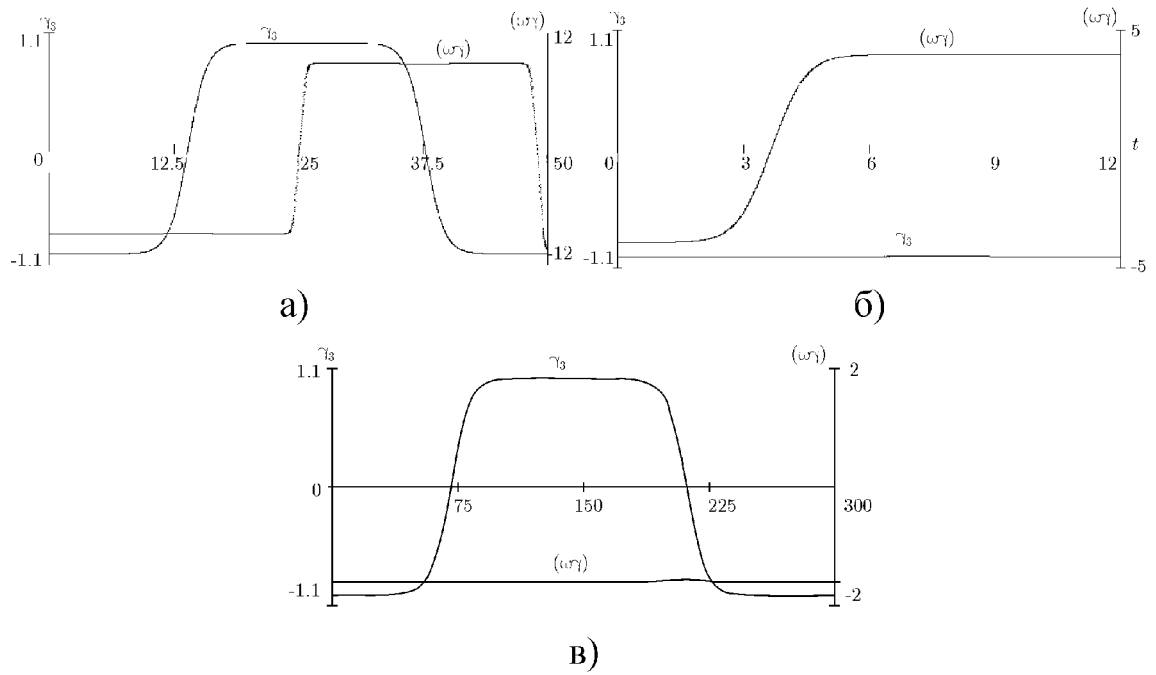 γ₃ (ωγ) γ₃ (ωγ)
1.1 γ₃ (ωγ) 12 1.1 (ωγ) 5
0 12.5 25 37.5 50 0 3 6 9 12 t
-1.1 -12 -1.1 γ₃ -5
а) б)
γ₃ (ωγ)
1.1 γ₃ 2
0 75 150 225 300
(ωγ)
-1.1 -2
в)